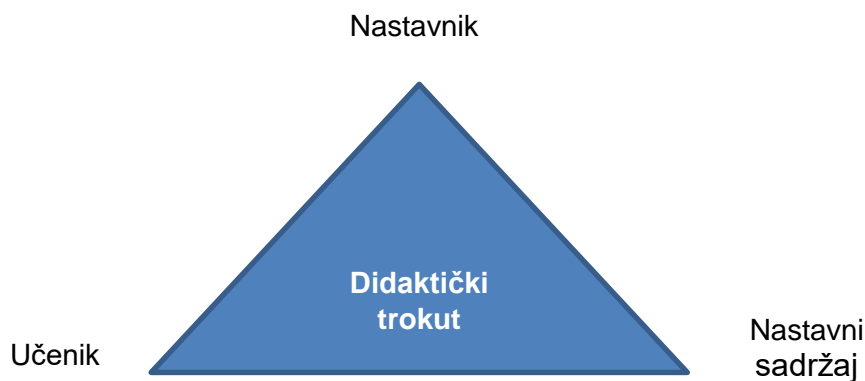 Nastavnik
Didaktički
trokut
Učenik
Nastavni
sadržaj